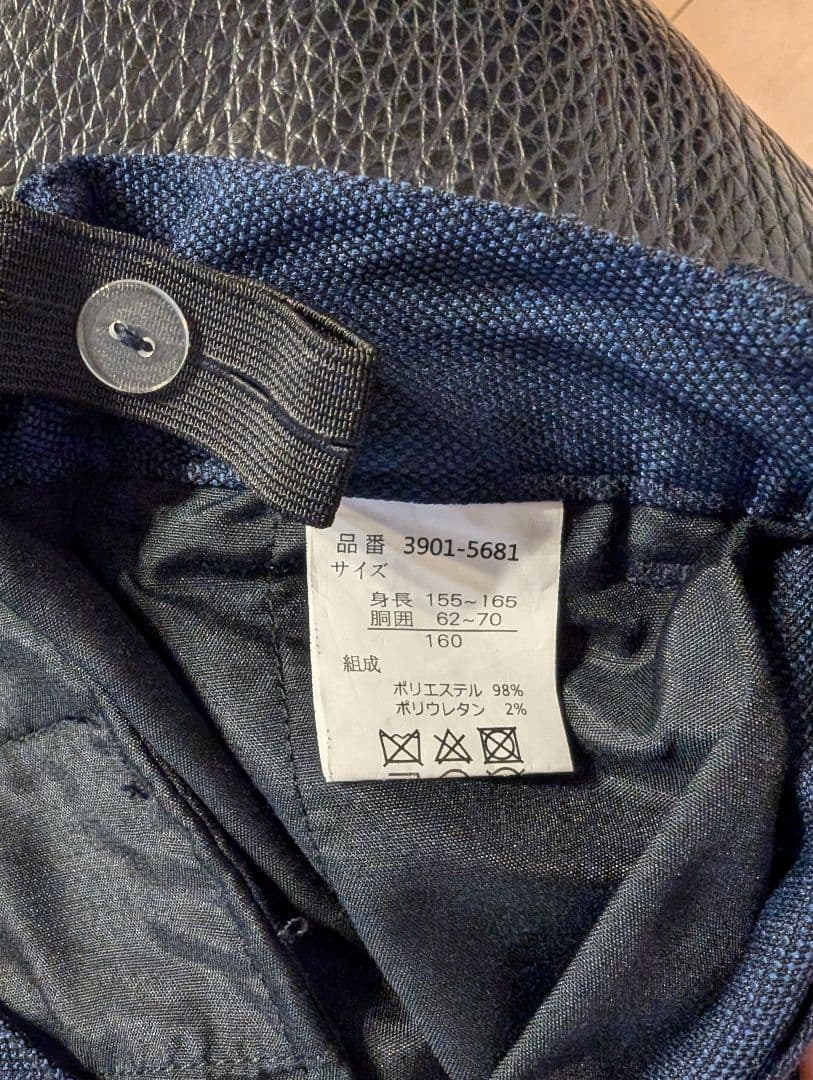 品番 3901-5681
サイズ
身長 155~165
胴囲 62~70
160
組成
ポリエステル 98%
ポリウレタン 2%